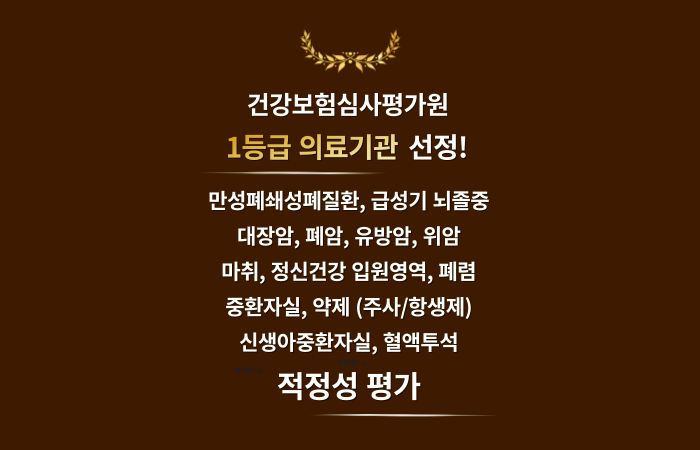 건강보험심사평가원
1등급 의료기관 선정!
만성폐쇄성폐질환, 급성기 뇌졸중
대장암, 폐암, 유방암, 위암
마취, 정신건강 입원영역, 폐렴
중환자실, 약제 (주사/항생제)
신생아중환자실, 혈액투석
적정성 평가